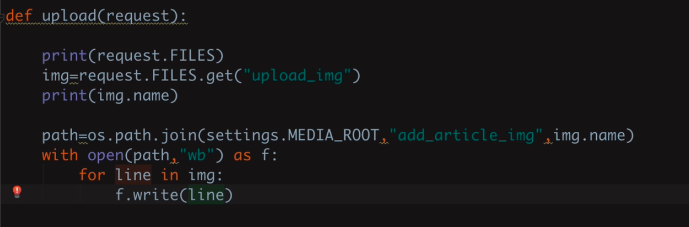 def upload(request):
print(request.FILES)
img=request.FILES.get("upload_img")
print(img.name)
path=os.path.join(settings.MEDIA_ROOT,"add_article_img",img.name)
with open(path,"wb") as f:
for line in img:
f.write(line)